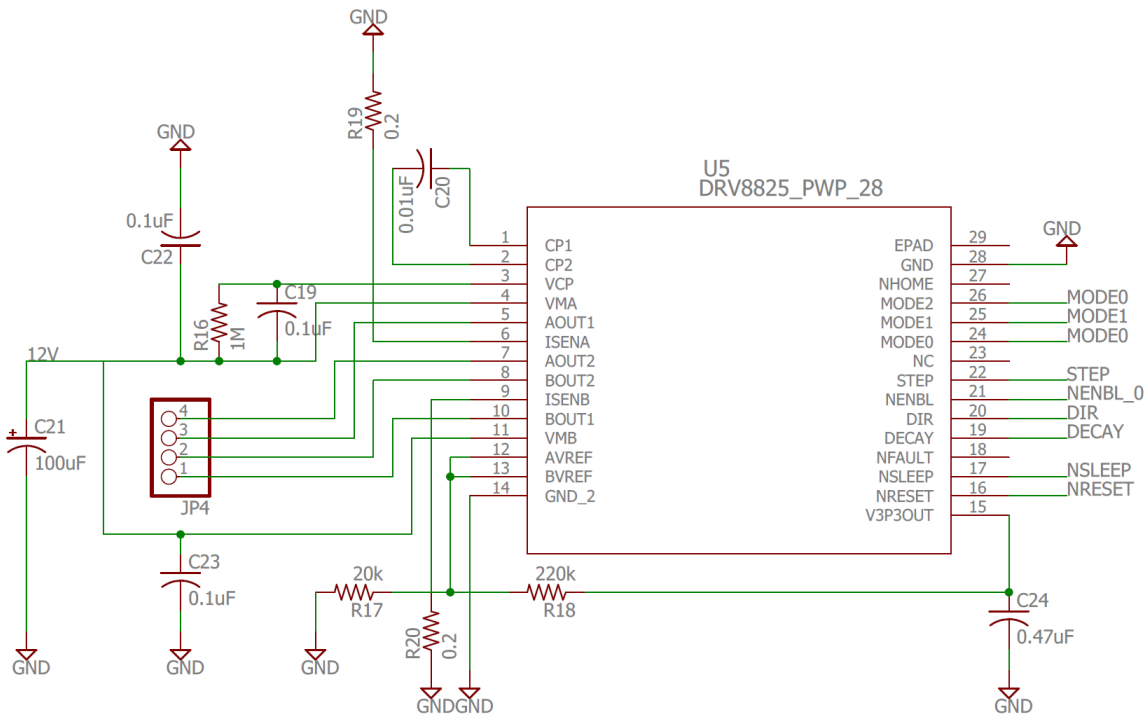 GND
R19
0.2
GND
0.1uF
C22
0.01uF
C20
U5
DRV8825_PWP_28
1
CP1
EPAD
29
GND
2
CP2
GND
28
3
VCP
NHOME
27
C19
0.1uF
R16
1M
4
VMA
MODE2
26
MODE0
5
AOUT1
MODE1
25
MODE1
6
ISENA
MODE0
24
MODE0
12V
7
AOUT2
NC
23
8
BOUT2
STEP
22
STEP
9
ISENB
NENBL
21
NENBL_0
10
BOUT1
DIR
20
DIR
11
VMB
DECAY
19
DECAY
12
AVREF
NFAULT
18
13
BVREF
NSLEEP
17
NSLEEP
14
GND_2
NRESET
16
NRESET
V3P3OUT
15
+
C21
100uF
4
3
2
1
JP4
C23
0.1uF
20k
R17
220k
R18
R20
0.2
C24
0.47uF
GND
GND
GND
GND
GND
GND